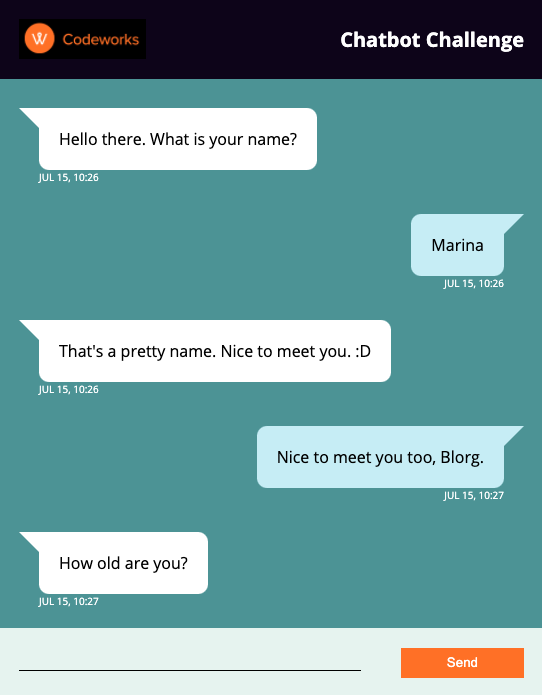 Codeworks
Chatbot Challenge
Hello there. What is your name?
JUL 15, 10:26
Marina
JUL 15, 10:26
That's a pretty name. Nice to meet you. :D
JUL 15, 10:26
Nice to meet you too, Blorg.
JUL 15, 10:27
How old are you?
JUL 15, 10:27
Send